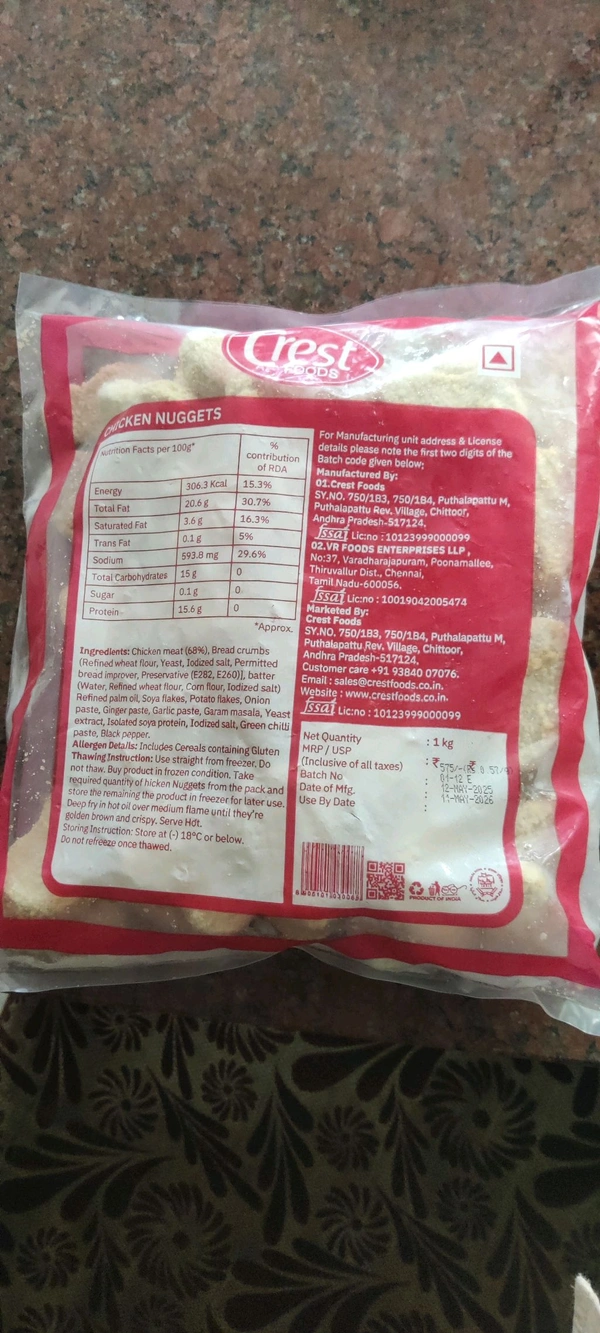 Crest
FOODS
CHICKEN NUGGETS
Nutrition Facts per 100g*
% contribution of RDA
Energy 306.3 Kcal 15.3%
Total Fat 20.6 g 30.7%
Saturated Fat 3.6 g 16.3%
Trans Fat 0.1 g 5%
Sodium 593.8 mg 29.6%
Total Carbohydrates 15 g 0
Sugar 0.1 g 0
Protein 15.6 g 0
*Approx.
Ingredients: Chicken meat (68%), Bread crumbs
(Refined wheat flour, Yeast, Iodized salt, Permitted
bread improver, Preservative (E282, E260)], batter
(Water, Refined wheat flour, Corn flour, Iodized salt)
Refined palm oil, Soya flakes, Potato flakes, Onion
paste, Ginger paste, Garlic paste, Garam masala, Yeast
extract, Isolated soya protein, Iodized salt, Green chilli
paste, Black pepper.
Allergen Details: Includes Cereals containing Gluten
Thawing Instruction: Use straight from freezer. Do
not thaw. Buy product in frozen condition. Take
required quantity of hicken Nuggets from the pack and
store the remaining the product in freezer for later use.
Deep fry in hot oil over medium flame until they're
golden brown and crispy. Serve Hot.
Storing Instruction: Store at (-) 18°C or below.
Do not refreeze once thawed.
For Manufacturing unit address & License
details please note the first two digits of the
Batch code given below;
Manufactured By:
01.Crest Foods
SY.NO. 750/1B3, 750/1B4, Puthalapattu M,
Puthalapattu Rev. Village, Chittoor,
Andhra Pradesh-517124.
fssai Lic:no : 10123999000099
02.VR FOODS ENTERPRISES LLP,
No:37, Varadharajapuram, Poonamallee,
Thiruvallur Dist., Chennai,
Tamil Nadu-600056.
fssai Lic:no : 10019042005474
Marketed By:
Crest Foods
SY.NO. 750/1B3, 750/1B4, Puthalapattu M,
Puthalapattu Rev. Village, Chittoor,
Andhra Pradesh-517124.
Customer care +91 93840 07076.
Email : sales@crestfoods.co.in.
Website : www.crestfoods.co.in.
fssai Lic:no : 10123999000099
Net Quantity : 1 kg
MRP / USP
(Inclusive of all taxes) : ₹575/-(₹ 0.57/g)
Batch No : 01-12 E
Date of Mfg. : 12-MAY-2025
Use By Date : 11-MAY-2026
PRODUCT OF INDIA